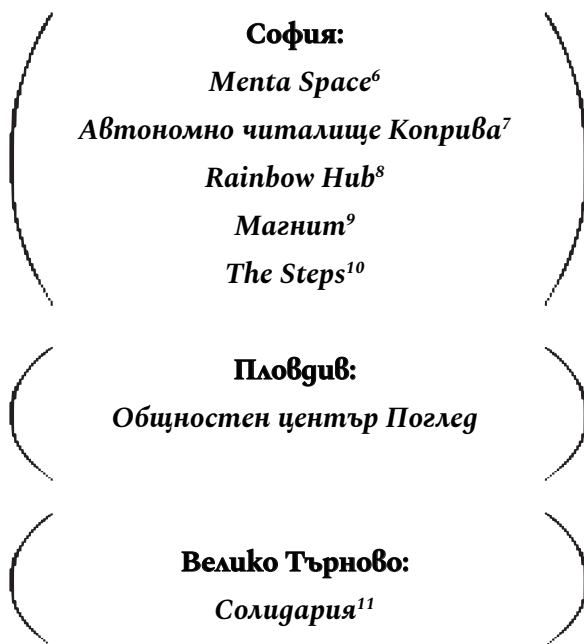 София:
Menta Space⁶
Автономно читалище Коприва⁷
Rainbow Hub⁸
Магнит⁹
The Steps¹⁰
Пловдив:
Общностен център Поглед
Велико Търново:
Солидария¹¹